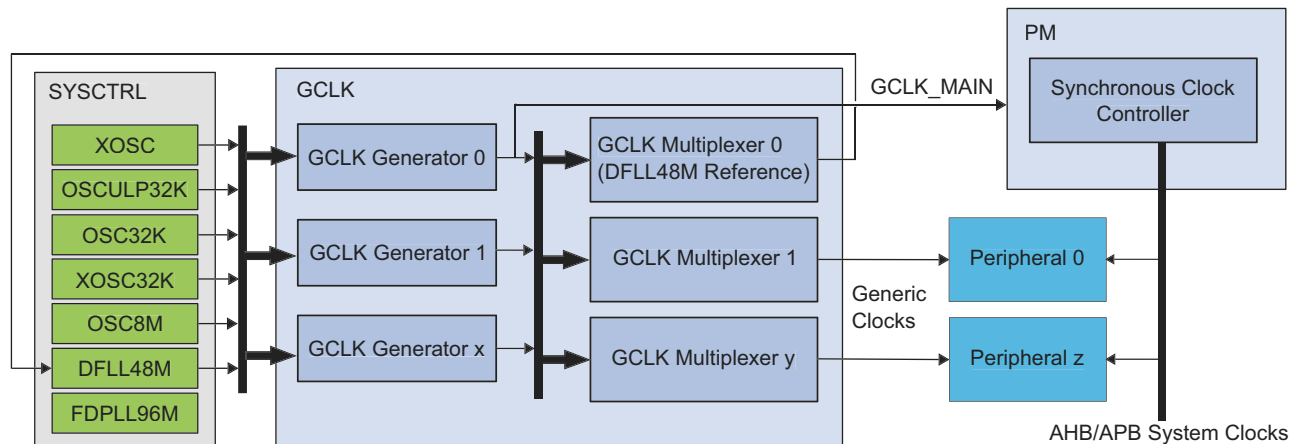 SYSCTRL
XOSC
OSCULP32K
OSC32K
XOSC32K
OSC8M
DFLL48M
FDPLL96M
GCLK
GCLK Generator 0
GCLK Generator 1
GCLK Generator x
GCLK Multiplexer 0
(DFLL48M Reference)
GCLK Multiplexer 1
GCLK Multiplexer y
GCLK_MAIN
Generic
Clocks
PM
Synchronous Clock
Controller
Peripheral 0
Peripheral z
AHB/APB System Clocks